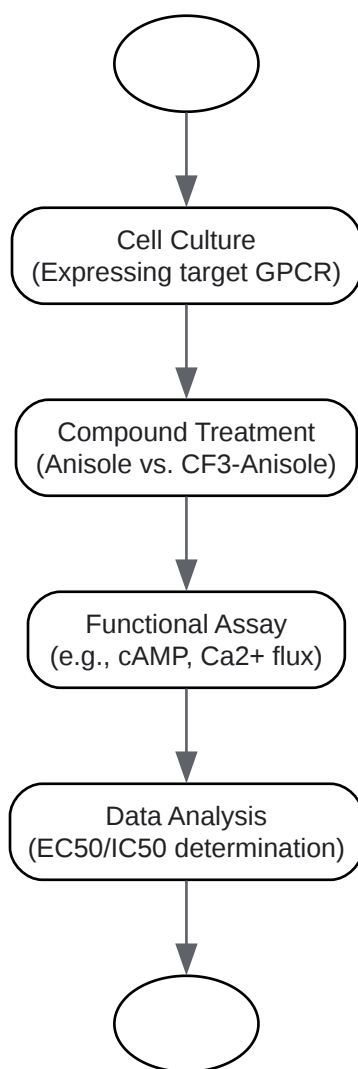 Cell Culture
(Expressing target GPCR)
Compound Treatment
(Anisole vs. CF3-Anisole)
Functional Assay
(e.g., cAMP, Ca2+ flux)
Data Analysis
(EC50/IC50 determination)